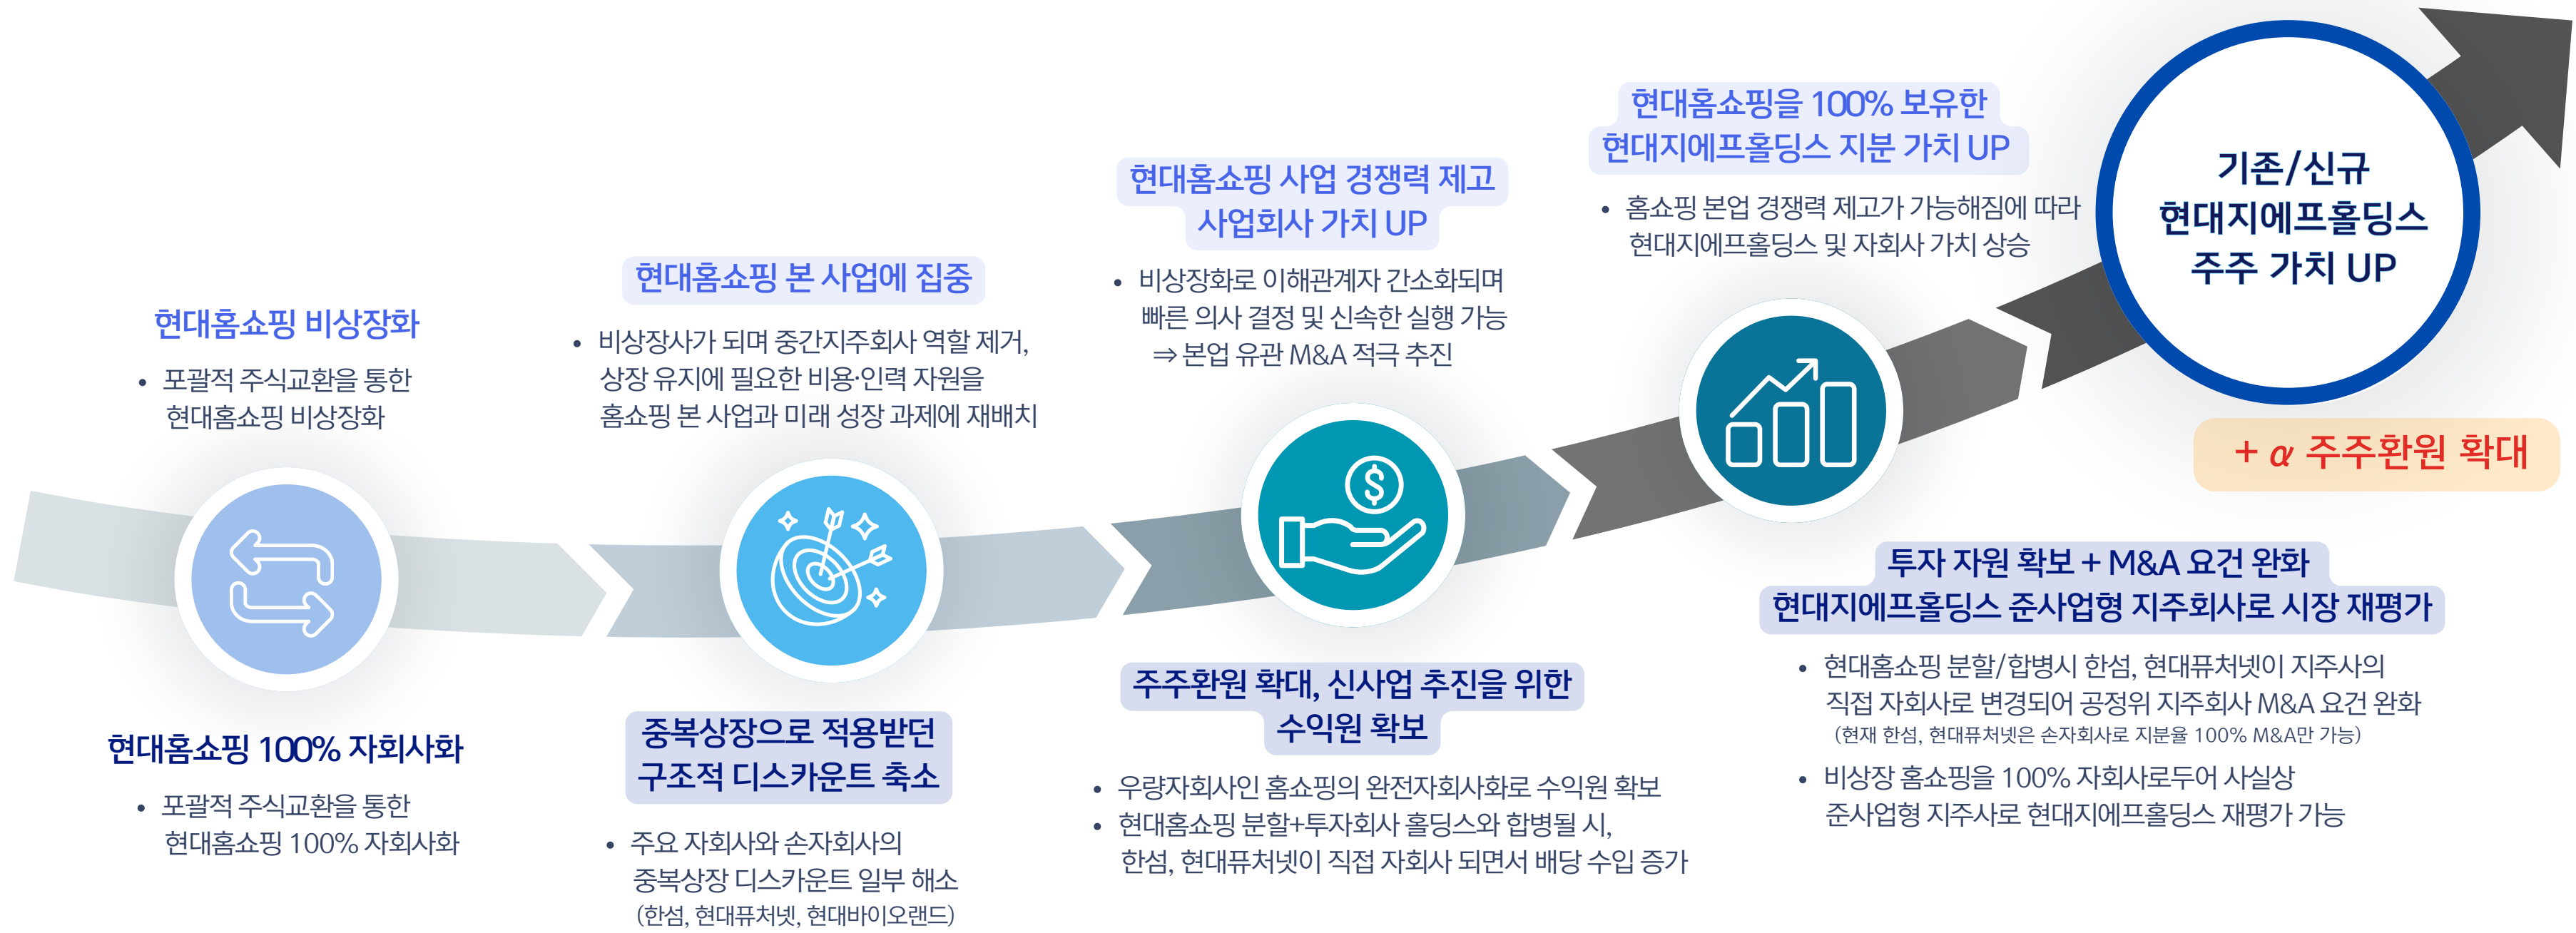 현대홈쇼핑 비상장화
• 포괄적 주식교환을 통한
현대홈쇼핑 비상장화
현대홈쇼핑 100% 자회사화
• 포괄적 주식교환을 통한
현대홈쇼핑 100% 자회사화
현대홈쇼핑 본 사업에 집중
• 비상장사가 되며 중간지주회사 역할 제거,
상장 유지에 필요한 비용·인력 자원을
홈쇼핑 본 사업과 미래 성장 과제에 재배치
중복상장으로 적용받던
구조적 디스카운트 축소
• 주요 자회사와 손자회사의
중복상장 디스카운트 일부 해소
(한섬, 현대퓨처넷, 현대바이오랜드)
현대홈쇼핑 사업 경쟁력 제고
사업회사 가치 UP
• 비상장화로 이해관계자 간소화되며
빠른 의사 결정 및 신속한 실행 가능
⇒ 본업 유관 M&A 적극 추진
주주환원 확대, 신사업 추진을 위한
수익원 확보
• 우량자회사인 홈쇼핑의 완전자회사화로 수익원 확보
• 현대홈쇼핑 분할+투자회사 홀딩스와 합병될 시,
한섬, 현대퓨처넷이 직접 자회사 되면서 배당 수입 증가
현대홈쇼핑을 100% 보유한
현대지에프홀딩스 지분 가치 UP
• 홈쇼핑 본업 경쟁력 제고가 가능해짐에 따라
현대지에프홀딩스 및 자회사 가치 상승
투자 자원 확보 + M&A 요건 완화
현대지에프홀딩스 준사업형 지주회사로 시장 재평가
• 현대홈쇼핑 분할/합병시 한섬, 현대퓨처넷이 지주사의
직접 자회사로 변경되어 공정위 지주회사 M&A 요건 완화
(현재 한섬, 현대퓨처넷은 손자회사로 지분율 100% M&A만 가능)
• 비상장 홈쇼핑을 100% 자회사로두어 사실상
준사업형 지주사로 현대지에프홀딩스 재평가 가능
기존/신규
현대지에프홀딩스
주주 가치 UP
+ α 주주환원 확대